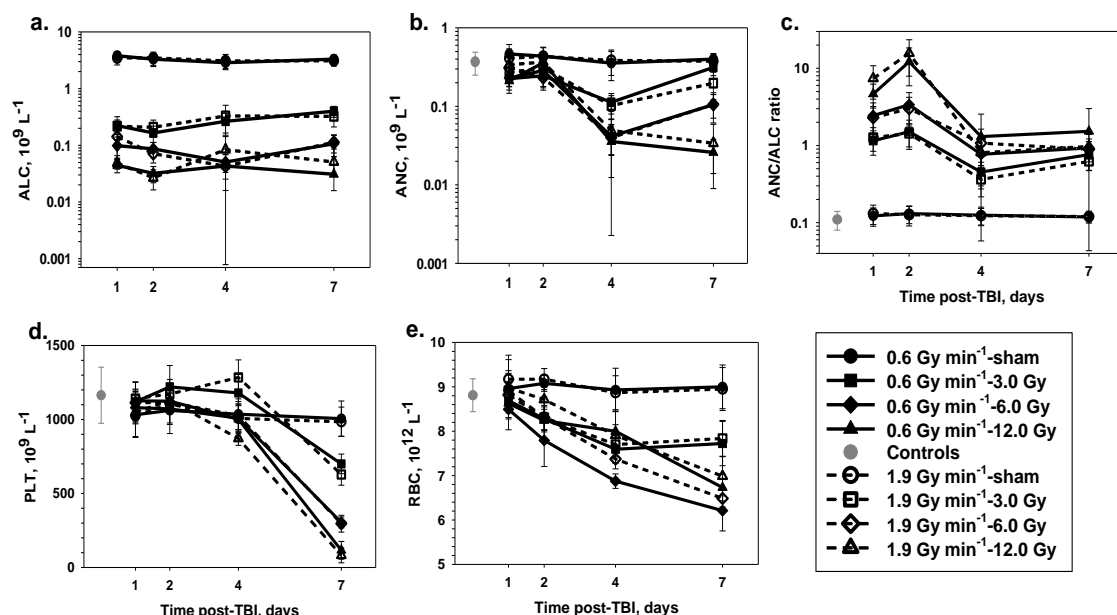 a.
ALC, 10⁹ L⁻¹
10
1
0.1
0.01
0.001
1 2 4 7
b.
ANC, 10⁹ L⁻¹
1
0.1
0.01
0.001
1 2 4 7
c.
ANC/ALC ratio
10
1
0.1
1 2 4 7
Time post-TBI, days
d.
PLT, 10⁹ L⁻¹
1500
1000
500
0
1 2 4 7
Time post-TBI, days
e.
RBC, 10¹² L⁻¹
10
9
8
7
6
5
1 2 4 7
Time post-TBI, days
0.6 Gy min⁻¹-sham
0.6 Gy min⁻¹-3.0 Gy
0.6 Gy min⁻¹-6.0 Gy
0.6 Gy min⁻¹-12.0 Gy
Controls
1.9 Gy min⁻¹-sham
1.9 Gy min⁻¹-3.0 Gy
1.9 Gy min⁻¹-6.0 Gy
1.9 Gy min⁻¹-12.0 Gy